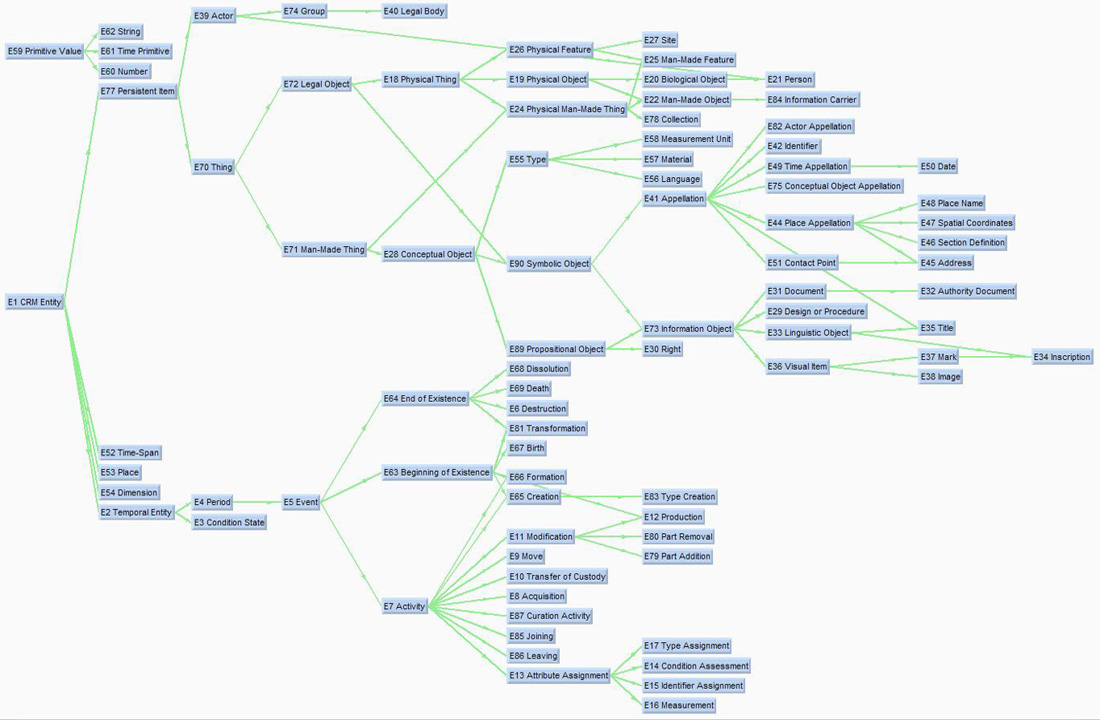 E39 Actor
E74 Group
E40 Legal Body
E59 Primitive Value
E62 String
E61 Time Primitive
E60 Number
E77 Persistent Item
E72 Legal Object
E18 Physical Thing
E26 Physical Feature
E19 Physical Object
E24 Physical Man-Made Thing
E27 Site
E25 Man-Made Feature
E20 Biological Object
E21 Person
E22 Man-Made Object
E84 Information Carrier
E78 Collection
E70 Thing
E55 Type
E58 Measurement Unit
E57 Material
E56 Language
E41 Appellation
E82 Actor Appellation
E42 Identifier
E49 Time Appellation
E50 Date
E75 Conceptual Object Appellation
E44 Place Appellation
E48 Place Name
E47 Spatial Coordinates
E46 Section Definition
E51 Contact Point
E45 Address
E71 Man-Made Thing
E28 Conceptual Object
E90 Symbolic Object
E1 CRM Entity
E31 Document
E32 Authority Document
E29 Design or Procedure
E73 Information Object
E33 Linguistic Object
E35 Title
E89 Propositional Object
E30 Right
E36 Visual Item
E37 Mark
E34 Inscription
E38 Image
E64 End of Existence
E68 Dissolution
E69 Death
E6 Destruction
E81 Transformation
E67 Birth
E63 Beginning of Existence
E66 Formation
E65 Creation
E83 Type Creation
E52 Time-Span
E53 Place
E54 Dimension
E2 Temporal Entity
E4 Period
E3 Condition State
E5 Event
E12 Production
E11 Modification
E80 Part Removal
E79 Part Addition
E9 Move
E10 Transfer of Custody
E8 Acquisition
E7 Activity
E87 Curation Activity
E85 Joining
E86 Leaving
E13 Attribute Assignment
E17 Type Assignment
E14 Condition Assessment
E15 Identifier Assignment
E16 Measurement